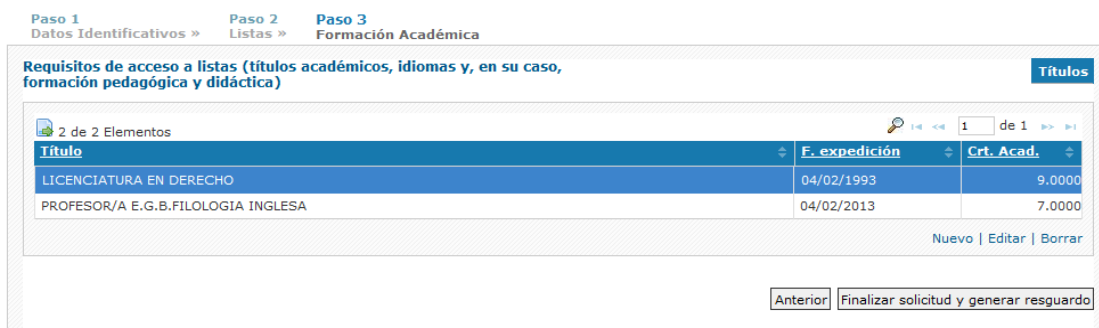 Paso 1 Paso 2 Paso 3
Datos Identificativos » Listas » Formación Académica
Requisitos de acceso a listas (títulos académicos, idiomas y, en su caso,
formación pedagógica y didáctica)
Títulos
2 de 2 Elementos 1 de 1
Título F. expedición Crt. Acad.
LICENCIATURA EN DERECHO 04/02/1993 9.0000
PROFESOR/A E.G.B.FILOLOGIA INGLESA 04/02/2013 7.0000
Nuevo | Editar | Borrar
Anterior Finalizar solicitud y generar resguardo